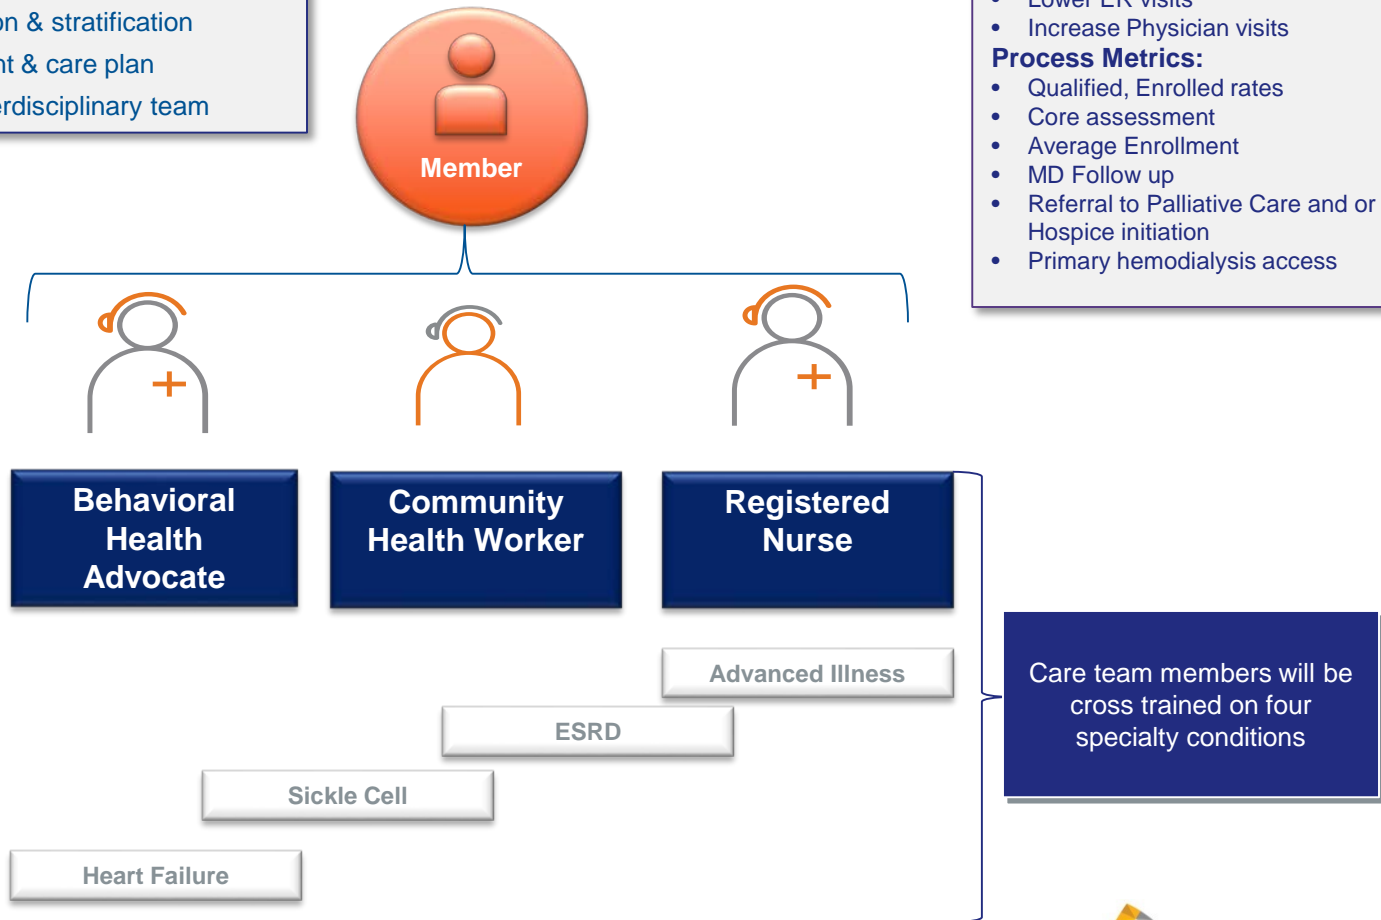 & stratification
& care plan
team
Lower ER visits
• Increase Physician visits
Process Metrics:
• Qualified, Enrolled rates
• Core assessment
• Average Enrollment
• MD Follow up
• Referral to Palliative Care and or
Hospice initiation
• Primary hemodialysis access
Member
Behavioral
Health
Advocate
Community
Health Worker
Registered
Nurse
Advanced Illness
ESRD
Sickle Cell
Heart Failure
Care team members will be
cross trained on four
specialty conditions